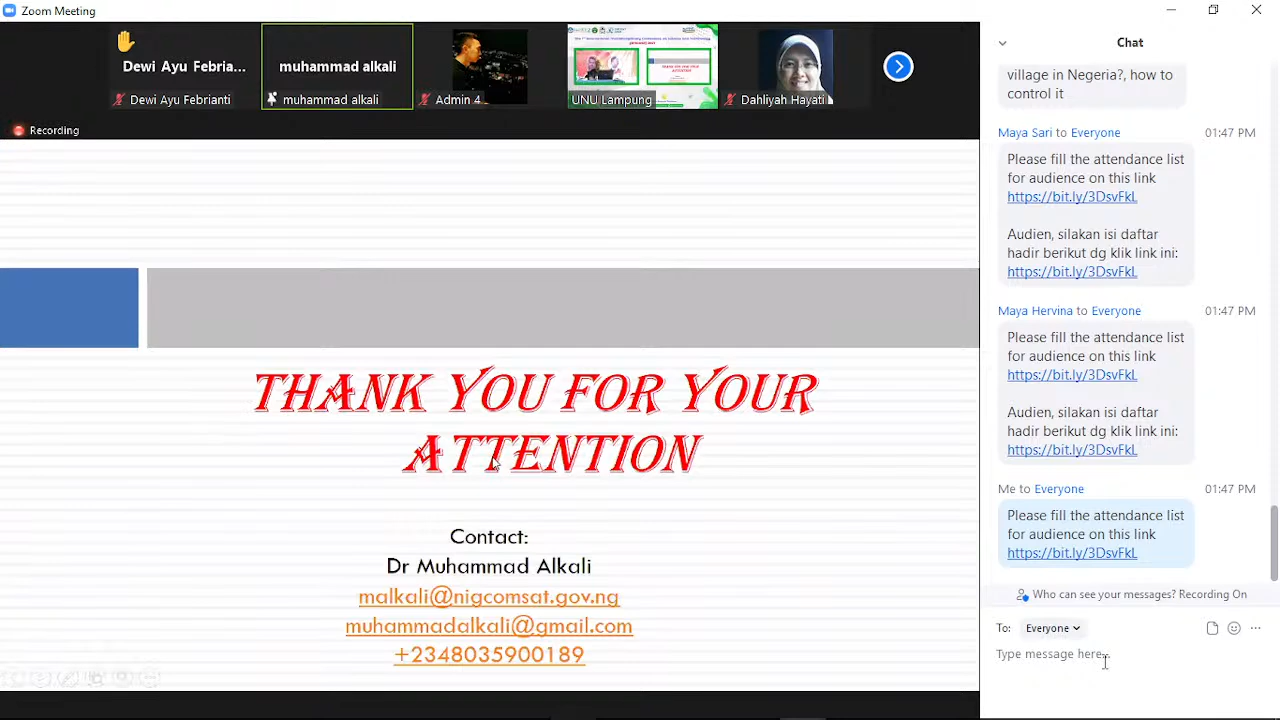 Zoom Meeting
Dewi Ayu Febria...
Dewi Ayu Febrianti
muhammad alkali
muhammad alkali
Admin 4
UNU Lampung
Dahliyah Hayati
Recording
THANK YOU FOR YOUR
ATTENTION
Contact:
Dr Muhammad Alkali
malkali@nigcomsat.gov.ng
muhammadalkali@gmail.com
+2348035900189
Chat
control it
Maya Sari to Everyone 01:47 PM
Please fill the attendance list
for audience on this link
https://bit.ly/3DsvFkL
Audien, silakan isi daftar
hadir berikut dg klik link ini:
https://bit.ly/3DsvFkL
Maya Hervina to Everyone 01:47 PM
Please fill the attendance list
for audience on this link
https://bit.ly/3DsvFkL
Audien, silakan isi daftar
hadir berikut dg klik link ini:
https://bit.ly/3DsvFkL
Me to Everyone 01:47 PM
Please fill the attendance list
for audience on this link
https://bit.ly/3DsvFkL
Who can see your messages? Recording On
To: Everyone
Type message here...